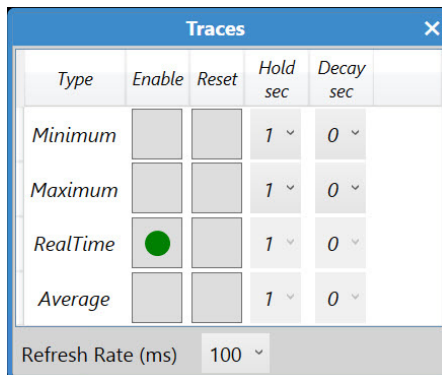 Traces ×
Type Enable Reset Hold sec Decay sec
Minimum 1 0
Maximum 1 0
RealTime 1 0
Average 1 0
Refresh Rate (ms) 100